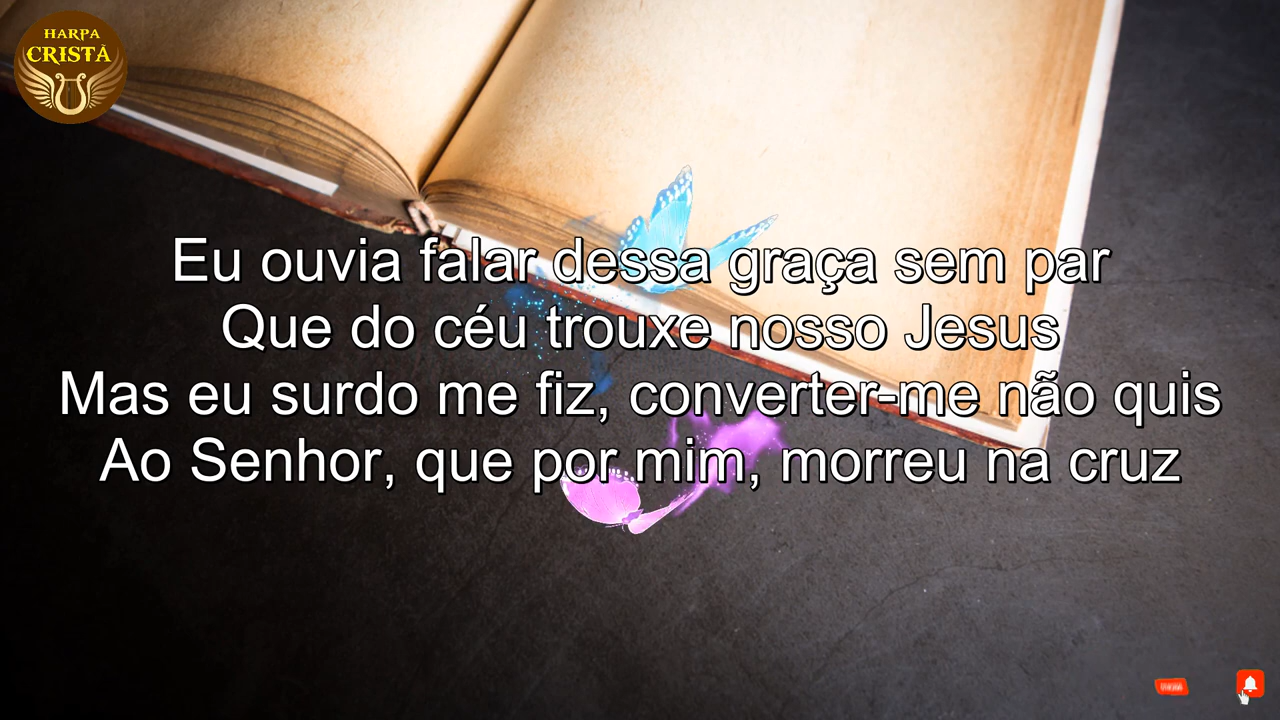 HARPA
CRISTÃ
Eu ouvia falar dessa graça sem par
Que do céu trouxe nosso Jesus
Mas eu surdo me fiz, converter-me não quis
Ao Senhor, que por mim, morreu na cruz